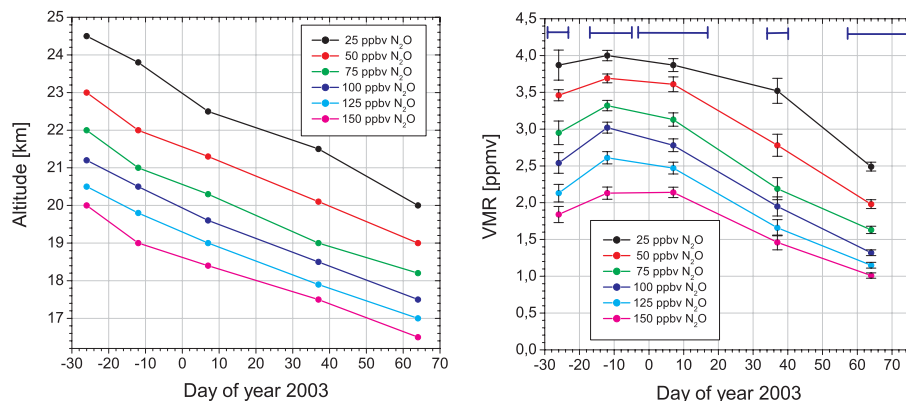 25
24
23
22
21
20
19
18
17
Altitude [km]
25 ppbv N₂O
50 ppbv N₂O
75 ppbv N₂O
100 ppbv N₂O
125 ppbv N₂O
150 ppbv N₂O
-30 -20 -10 0 10 20 30 40 50 60 70
Day of year 2003
4,5
4,0
3,5
3,0
2,5
2,0
1,5
1,0
0,5
0,0
VMR [ppmv]
25 ppbv N₂O
50 ppbv N₂O
75 ppbv N₂O
100 ppbv N₂O
125 ppbv N₂O
150 ppbv N₂O
-30 -20 -10 0 10 20 30 40 50 60 70
Day of year 2003